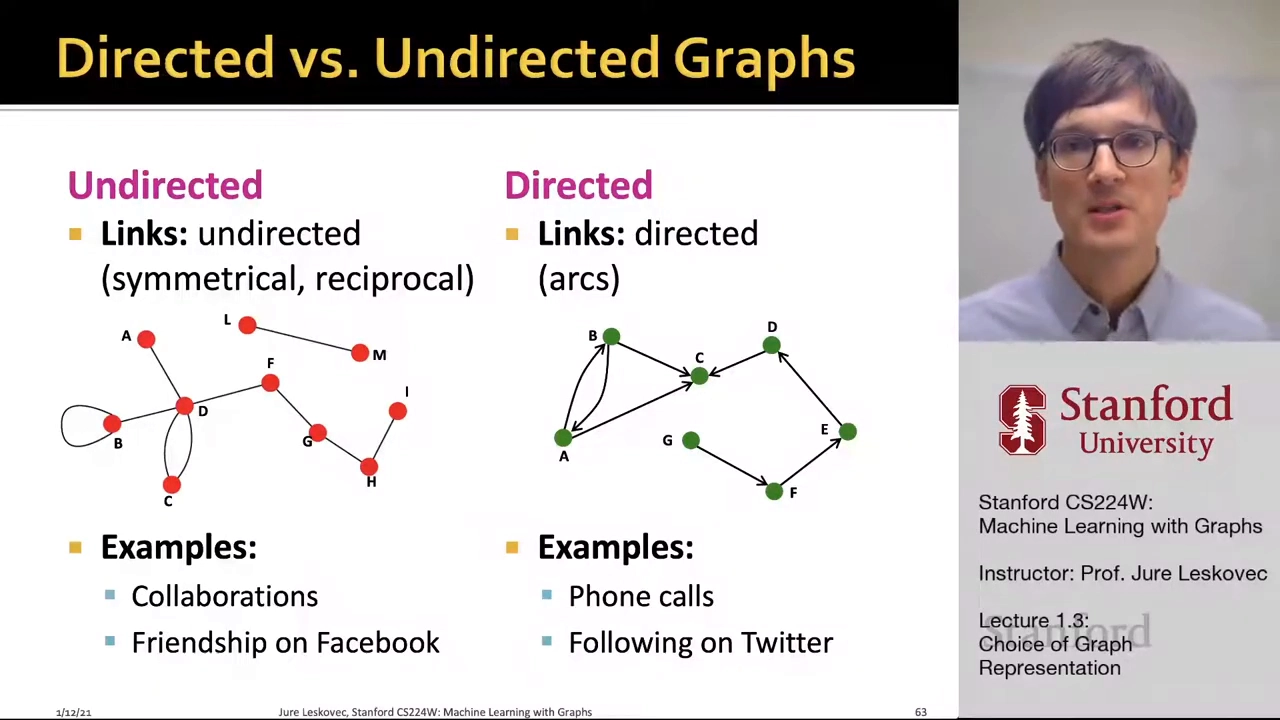 Directed vs. Undirected Graphs
Undirected
Links: undirected
(symmetrical, reciprocal)
A
L
M
F
I
D
B
G
H
C
Examples:
Collaborations
Friendship on Facebook
Directed
Links: directed
(arcs)
B
D
C
G
E
A
F
Examples:
Phone calls
Following on Twitter
1/12/21
Jure Leskovec, Stanford CS224W: Machine Learning with Graphs
63
S
Stanford
University
Stanford CS224W:
Machine Learning with Graphs
Instructor: Prof. Jure Leskovec
Lecture 1.3:
Stanford
Choice of Graph
Representation